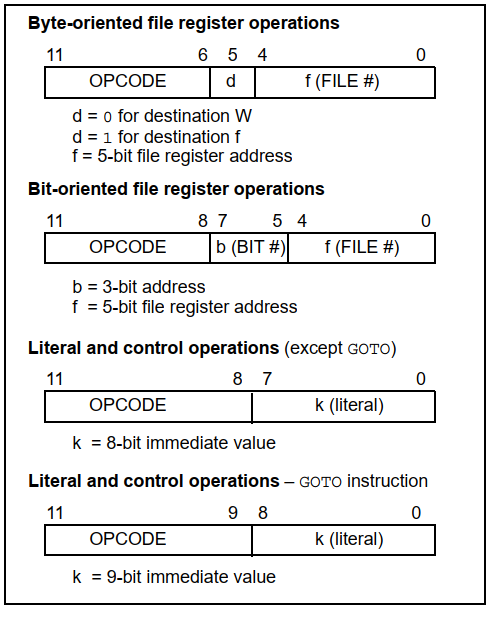 Byte-oriented file register operations
11 6 5 4 0
OPCODE d f (FILE #)
d = 0 for destination W
d = 1 for destination f
f = 5-bit file register address
Bit-oriented file register operations
11 8 7 5 4 0
OPCODE b (BIT #) f (FILE #)
b = 3-bit address
f = 5-bit file register address
Literal and control operations (except GOTO)
11 8 7 0
OPCODE k (literal)
k = 8-bit immediate value
Literal and control operations – GOTO instruction
11 9 8 0
OPCODE k (literal)
k = 9-bit immediate value